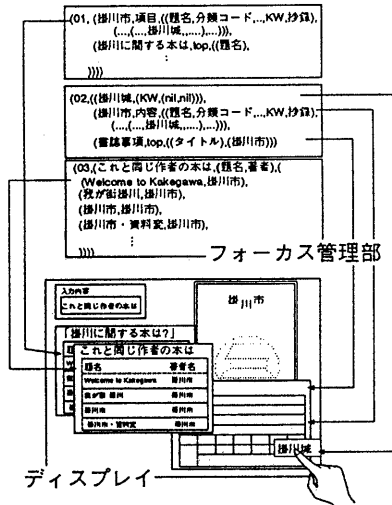 (01, (掛川市,項目,((題名,分類コード,..,KW,抄録),
(...,(...,掛川城,.....),...))),
(掛川に関する本は,top,((題名),
:
))))
(02,((掛川城,(KW,(nil,nil))),
(掛川市,内容,((題名,分類コード,..,KW,抄録),
(...,(...,掛川城,.....),...))),
(書誌事項,top,((タイトル),(掛川市)))
(03,(これと同じ作者の本は,(題名,著者),(
(Welcome to Kakegawa,掛川市),
(我が街掛川,掛川市),
(掛川市,掛川市),
(掛川市・資料変,掛川市),
:
))))
フォーカス管理部
入力内容
これと同じ作者の本は
掛川市
「掛川に関する本は?」
これと同じ作者の本は
題名 著者名
Welcome to Kakegawa 掛川市
我が街 掛川 掛川市
掛川市 掛川市
掛川市・資料変 掛川市
掛川城
ディスプレイ